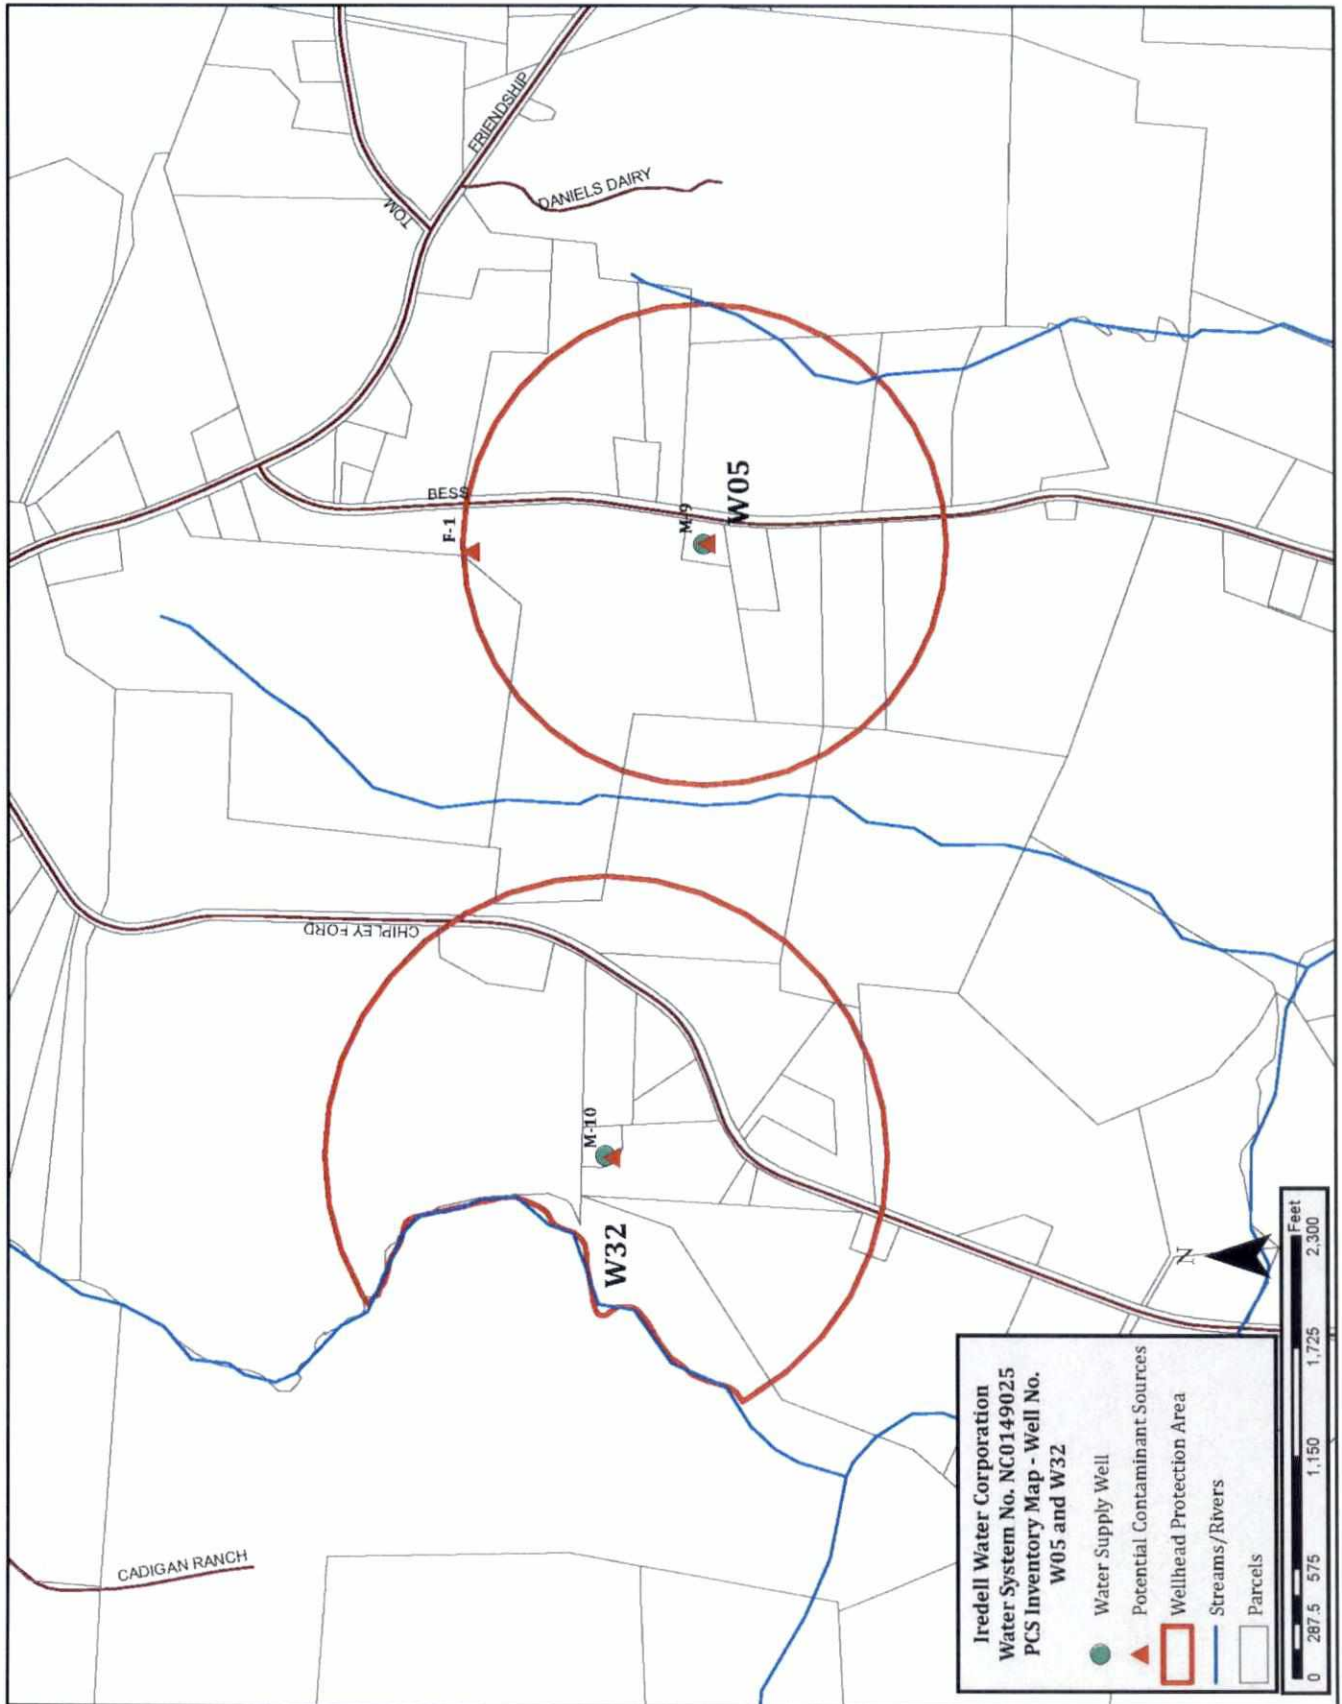 CADIGAN RANCH
CHIPLEY FORD
BESS
TOM
FRIENDSHIP
DANIELS DAIRY
F-1
M-9
W05
M-10
W32
N
Iredell Water Corporation
Water System No. NC0149025
PCS Inventory Map - Well No.
W05 and W32
Water Supply Well
Potential Contaminant Sources
Wellhead Protection Area
Streams/Rivers
Parcels
0 287.5 575 1,150 1,725 2,300
Feet